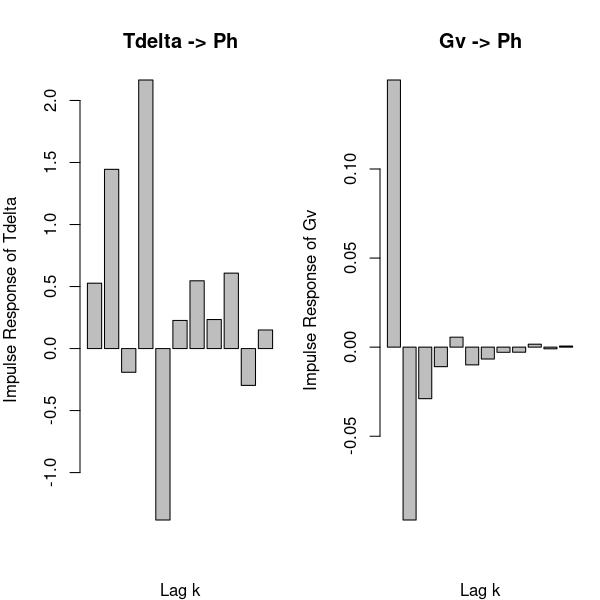 Tdelta -> Ph
Impulse Response of Tdelta
2.0
1.5
1.0
0.5
0.0
-0.5
-1.0
Lag k
Gv -> Ph
Impulse Response of Gv
0.10
0.05
0.00
-0.05
Lag k